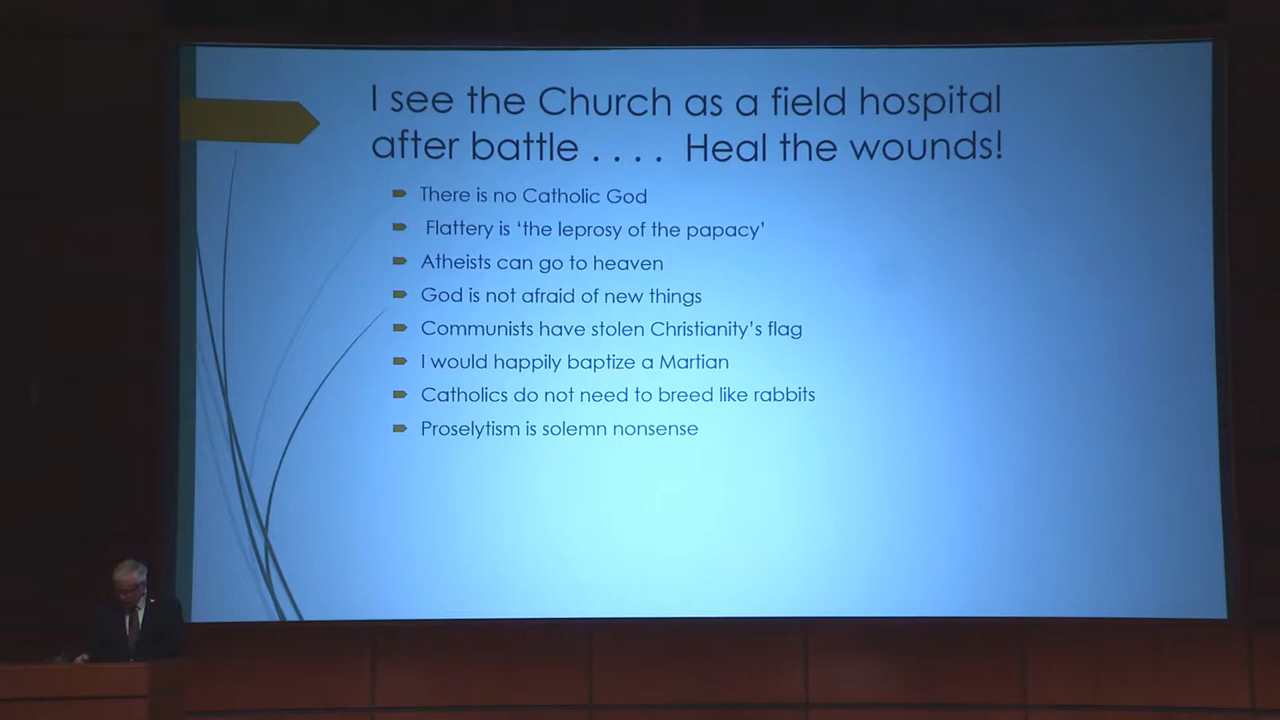 I see the Church as a field hospital
after battle . . . . Heal the wounds!
There is no Catholic God
Flattery is ‘the leprosy of the papacy’
Atheists can go to heaven
God is not afraid of new things
Communists have stolen Christianity’s flag
I would happily baptize a Martian
Catholics do not need to breed like rabbits
Proselytism is solemn nonsense